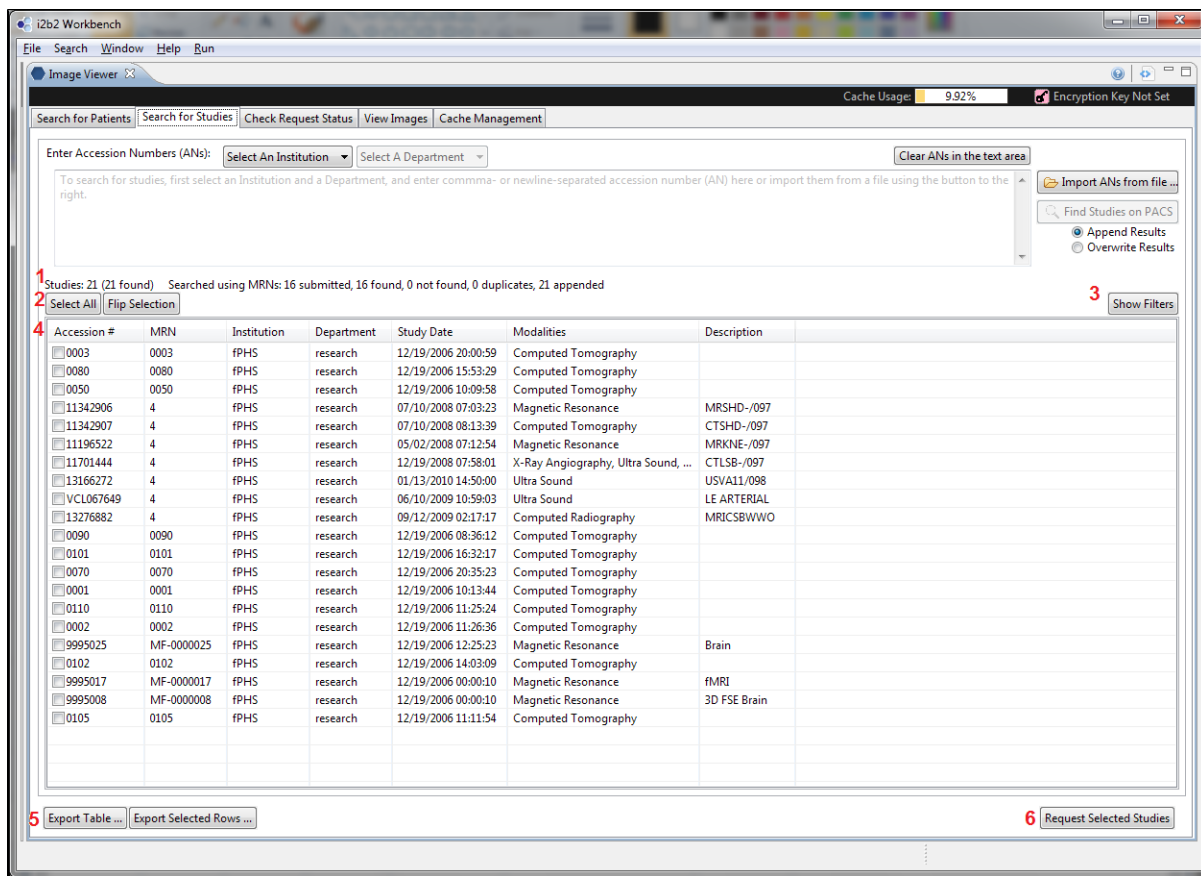 i2b2 Workbench
File Search Window Help Run
Image Viewer
Cache Usage: 9.92% Encryption Key Not Set
Search for Patients Search for Studies Check Request Status View Images Cache Management
Enter Accession Numbers (ANs): Select An Institution Select A Department Clear ANs in the text area
To search for studies, first select an Institution and a Department, and enter commma- or newline-separated accession number (AN) here or import them from a file using the button to the
right.
Import ANs from file ...
Find Studies on PACS
Append Results
Overwrite Results
1 Studies: 21 (21 found) Searched using MRNs: 16 submitted, 16 found, 0 not found, 0 duplicates, 21 appended
2 Select All Flip Selection 3 Show Filters
4 Accession # MRN Institution Department Study Date Modalities Description
0003 0003 fPHS research 12/19/2006 20:00:59 Computed Tomography
0080 0080 fPHS research 12/19/2006 15:53:29 Computed Tomography
0050 0050 fPHS research 12/19/2006 10:09:58 Computed Tomography
11342906 4 fPHS research 07/10/2008 07:03:23 Magnetic Resonance MRSHD-/097
11342907 4 fPHS research 07/10/2008 08:13:39 Computed Tomography CTSHD-/097
11196522 4 fPHS research 05/02/2008 07:12:54 Magnetic Resonance MRKNE-/097
11701444 4 fPHS research 12/19/2008 07:58:01 X-Ray Angiography, Ultra Sound, ... CTLSB-/097
13166272 4 fPHS research 01/13/2010 14:50:00 Ultra Sound USVA11/098
VCL067649 4 fPHS research 06/10/2009 10:59:03 Ultra Sound LE ARTERIAL
13276882 4 fPHS research 09/12/2009 02:17:17 Computed Radiography MRICSBWWO
0090 0090 fPHS research 12/19/2006 08:36:12 Computed Tomography
0101 0101 fPHS research 12/19/2006 16:32:17 Computed Tomography
0070 0070 fPHS research 12/19/2006 20:35:23 Computed Tomography
0001 0001 fPHS research 12/19/2006 10:13:44 Computed Tomography
0110 0110 fPHS research 12/19/2006 11:25:24 Computed Tomography
0002 0002 fPHS research 12/19/2006 11:26:36 Computed Tomography
9995025 MF-0000025 fPHS research 12/19/2006 12:25:23 Magnetic Resonance Brain
0102 0102 fPHS research 12/19/2006 14:03:09 Computed Tomography
9995017 MF-0000017 fPHS research 12/19/2006 00:00:10 Magnetic Resonance fMRI
9995008 MF-0000008 fPHS research 12/19/2006 00:00:10 Magnetic Resonance 3D FSE Brain
0105 0105 fPHS research 12/19/2006 11:11:54 Computed Tomography
5 Export Table ... Export Selected Rows ... 6 Request Selected Studies